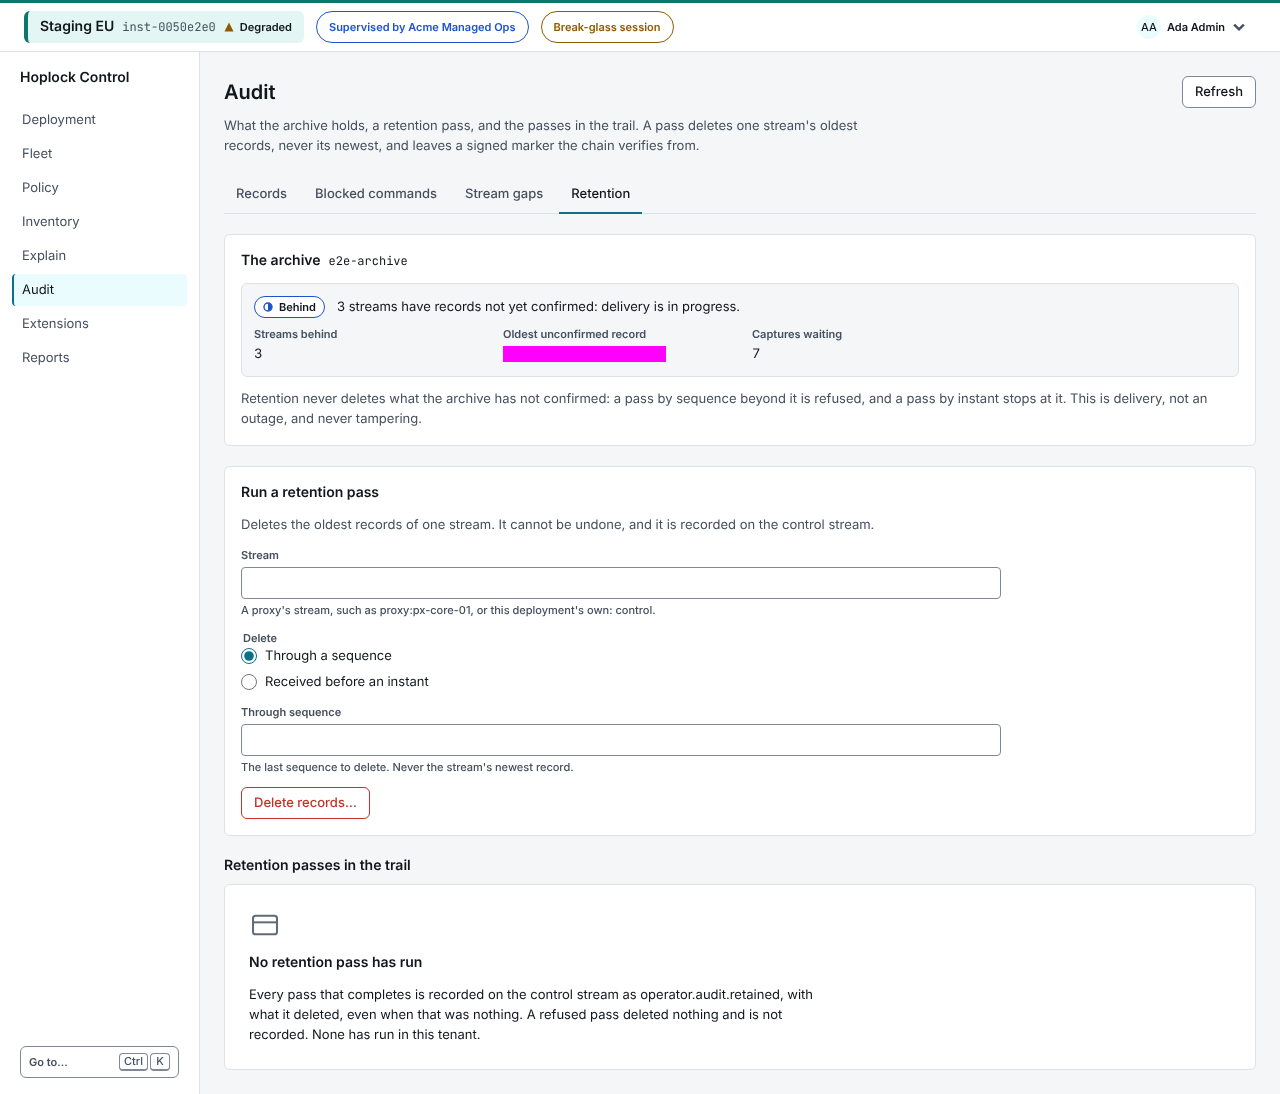 Staging EU inst-0050e2e0 Degraded
Supervised by Acme Managed Ops
Break-glass session
AA Ada Admin
Hoplock Control
Deployment
Fleet
Policy
Inventory
Explain
Audit
Extensions
Reports
Go to...
Ctrl K
Audit
Refresh
What the archive holds, a retention pass, and the passes in the trail. A pass deletes one stream's oldest
records, never its newest, and leaves a signed marker the chain verifies from.
Records Blocked commands Stream gaps Retention
The archive e2e-archive
Behind 3 streams have records not yet confirmed: delivery is in progress.
Streams behind Oldest unconfirmed record Captures waiting
3 7
Retention never deletes what the archive has not confirmed: a pass by sequence beyond it is refused, and a pass by instant stops at it. This is delivery, not an
outage, and never tampering.
Run a retention pass
Deletes the oldest records of one stream. It cannot be undone, and it is recorded on the control stream.
Stream
A proxy's stream, such as proxy:px-core-01, or this deployment's own: control.
Delete
Through a sequence
Received before an instant
Through sequence
The last sequence to delete. Never the stream's newest record.
Delete records...
Retention passes in the trail
No retention pass has run
Every pass that completes is recorded on the control stream as operator.audit.retained, with
what it deleted, even when that was nothing. A refused pass deleted nothing and is not
recorded. None has run in this tenant.